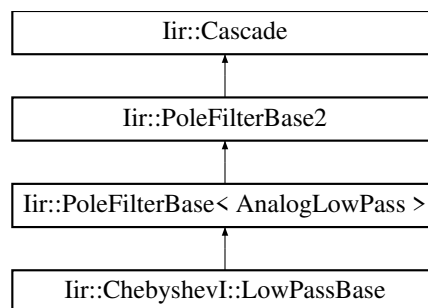 Iir::Cascade
Iir::PoleFilterBase2
Iir::PoleFilterBase< AnalogLowPass >
Iir::ChebyshevI::LowPassBase